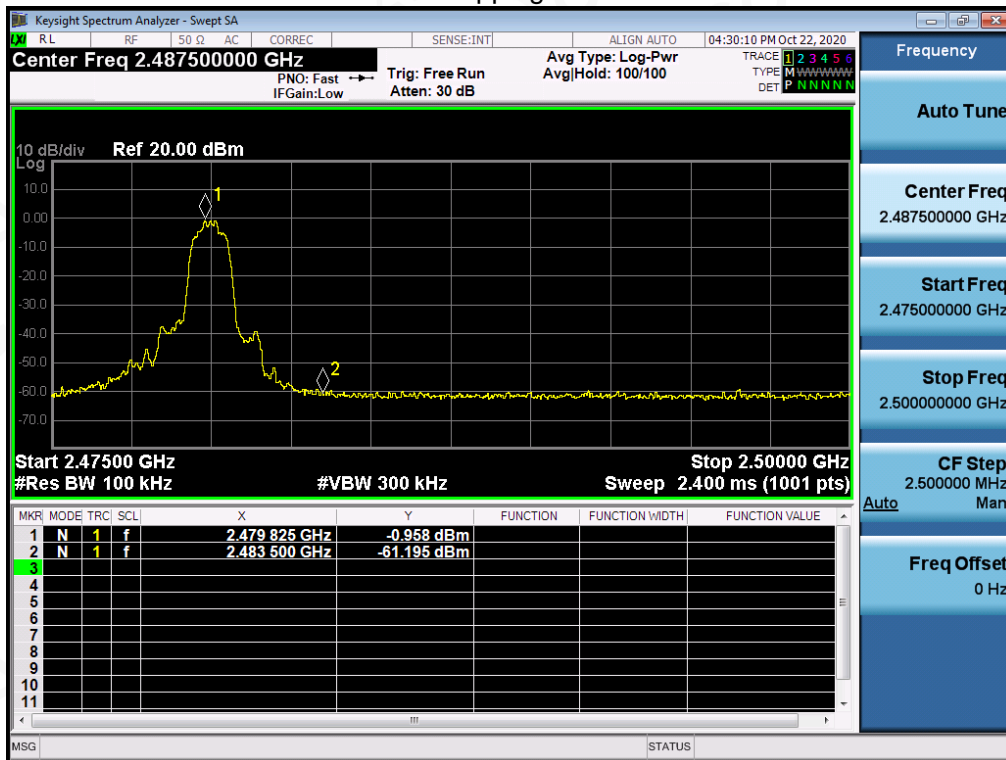 Keysight Spectrum Analyzer - Swept SA
LXI RL RF 50 Ω AC CORREC SENSE:INT ALIGN AUTO 04:30:10 PM Oct 22, 2020
Center Freq 2.487500000 GHz
PNO: Fast
IFGain:Low
Trig: Free Run
Atten: 30 dB
Avg Type: Log-Pwr
Avg|Hold: 100/100
TRACE 1 2 3 4 5 6
TYPE M WWWWW
DET P N N N N N
10 dB/div Ref 20.00 dBm
Log
10.0
0.00
-10.0
-20.0
-30.0
-40.0
-50.0
-60.0
-70.0
1
2
Start 2.47500 GHz Stop 2.50000 GHz
#Res BW 100 kHz #VBW 300 kHz Sweep 2.400 ms (1001 pts)
MKR MODE TRC SCL X Y FUNCTION FUNCTION WIDTH FUNCTION VALUE
1 N 1 f 2.479 825 GHz -0.958 dBm
2 N 1 f 2.483 500 GHz -61.195 dBm
3
4
5
6
7
8
9
10
11
MSG STATUS
Frequency
Auto Tune
Center Freq
2.487500000 GHz
Start Freq
2.475000000 GHz
Stop Freq
2.500000000 GHz
CF Step
2.500000 MHz
Auto Man
Freq Offset
0 Hz